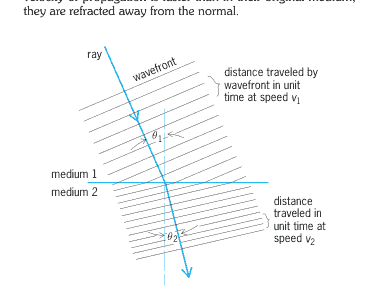 velocity of propagation is faster than in their original medium,
they are refracted away from the normal.
ray
wavefront
distance traveled by
wavefront in unit
time at speed v₁
θ₁
medium 1
medium 2
distance
traveled in
unit time at
speed v₂
θ₂